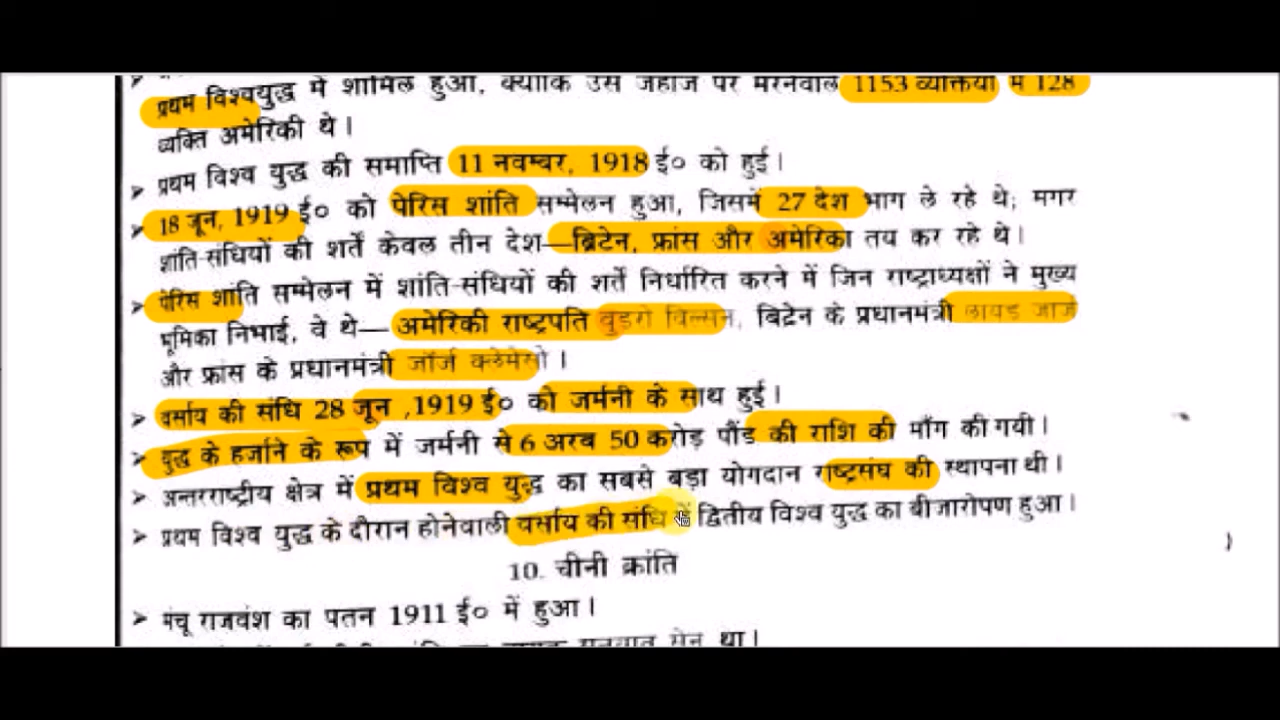 प्रथम विश्वयुद्ध में शामिल हुआ, क्योंकि उस जहाज पर मरनेवाले 1153 व्यक्तियों में 128
व्यक्ति अमेरिकी थे।
➢ प्रथम विश्व युद्ध की समाप्ति 11 नवम्बर, 1918 ई० को हुई।
➢ 18 जून, 1919 ई० को पेरिस शांति सम्मेलन हुआ, जिसमें 27 देश भाग ले रहे थे; मगर
शांति-संधियों की शर्तें केवल तीन देश—ब्रिटेन, फ्रांस और अमेरिका तय कर रहे थे।
➢ पेरिस शांति सम्मेलन में शांति-संधियों की शर्तें निर्धारित करने में जिन राष्ट्राध्यक्षों ने मुख्य
भूमिका निभाई, वे थे— अमेरिकी राष्ट्रपति वुडरो विल्सन, ब्रिटेन के प्रधानमंत्री लायड जार्ज
और फ्रांस के प्रधानमंत्री जॉर्ज क्लेमेंसो।
➢ वर्साय की संधि 28 जून ,1919 ई० को जर्मनी के साथ हुई।
➢ युद्ध के हर्जाने के रूप में जर्मनी से 6 अरब 50 करोड़ पौंड की राशि की माँग की गयी।
➢ अन्तरराष्ट्रीय क्षेत्र में प्रथम विश्व युद्ध का सबसे बड़ा योगदान राष्ट्रसंघ की स्थापना थी।
➢ प्रथम विश्व युद्ध के दौरान होनेवाली वर्साय की संधि में द्वितीय विश्व युद्ध का बीजारोपण हुआ।
10. चीनी क्रांति
➢ मंचू राजवंश का पतन 1911 ई० में हुआ।
सेन था।